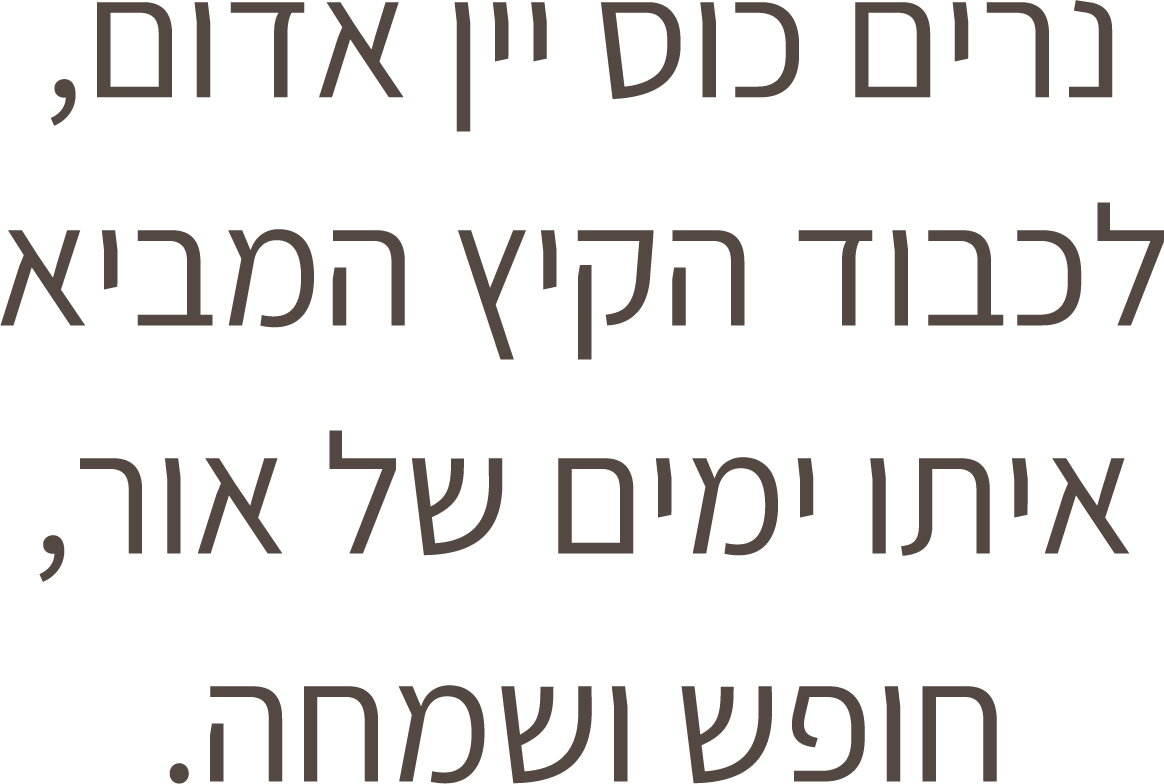 נרים כוס יין אדום,
לכבוד הקיץ המביא
איתו ימים של אור,
חופש ושמחה.